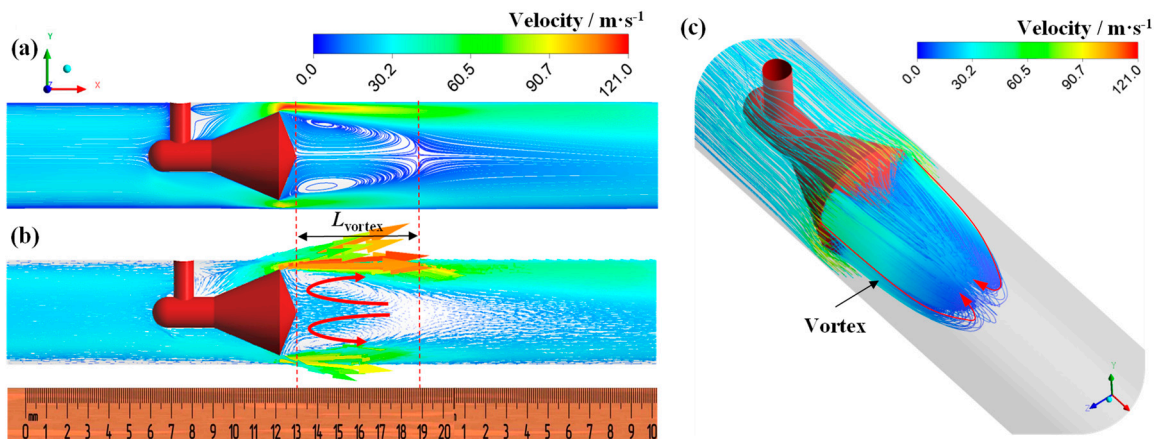 Velocity / m·s⁻¹
(a)
Y
Z
X
0.0 30.2 60.5 90.7 121.0
(b)
L vortex
mm
1
0 1 2 3 4 5 6 7 8 9 10 11 12 13 14 15 16 17 18 19 20 1 2 3 4 5 6 7 8 9 10
(c)
Velocity / m·s⁻¹
0.0 30.2 60.5 90.7 121.0
Vortex
Y
Z